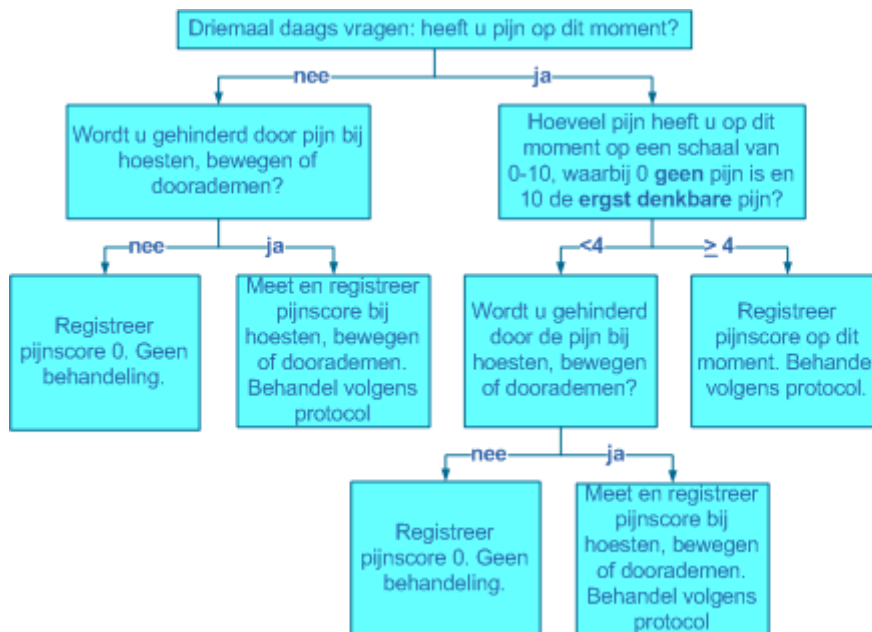 Driemaal daags vragen: heeft u pijn op dit moment?
nee
ja
Wordt u gehinderd door pijn bij
hoesten, bewegen of
doorademen?
Hoeveel pijn heeft u op dit
moment op een schaal van
0-10, waarbij 0 geen pijn is en
10 de ergst denkbare pijn?
nee
ja
<4
≥ 4
Registreer
pijnscore 0. Geen
behandeling.
Meet en registreer
pijnscore bij
hoesten, bewegen
of doorademen.
Behandel volgens
protocol
Wordt u gehinderd
door de pijn bij
hoesten, bewegen
of doorademen?
Registreer
pijnscore op dit
moment. Behande
volgens protocol.
nee
ja
Registreer
pijnscore 0. Geen
behandeling.
Meet en registreer
pijnscore bij
hoesten, bewegen
of doorademen.
Behandel volgens
protocol